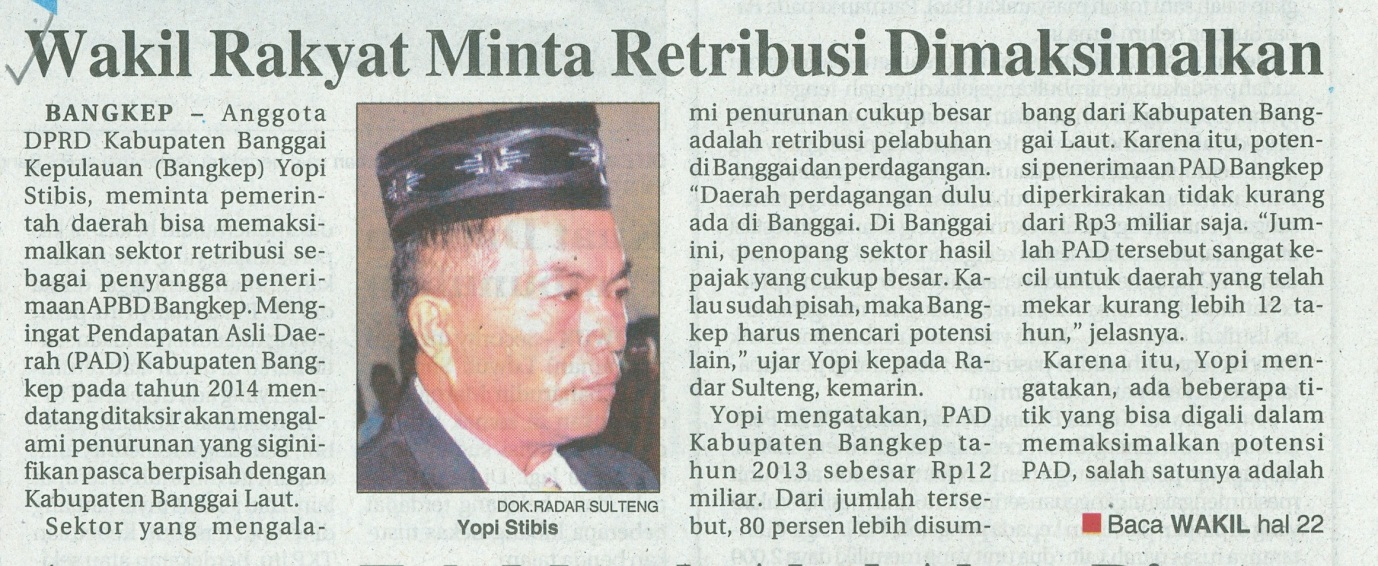 Wakil Rakyat Minta Retribusi Dimaksimalkan
BANGKEP – Anggota
DPRD Kabupaten Banggai
Kepulauan (Bangkep) Yopi
Stibis, meminta pemerin-
tah daerah bisa memaksi-
malkan sektor retribusi se-
bagai penyangga peneri-
maan APBD Bangkep. Meng-
ingat Pendapatan Asli Dae-
rah (PAD) Kabupaten Bang-
kep pada tahun 2014 men-
datang ditaksir akan mengal-
ami penurunan yang sigini-
fikan pasca berpisah dengan
Kabupaten Banggai Laut.
Sektor yang mengala-
DOK.RADAR SULTENG
Yopi Stibis
mi penurunan cukup besar
adalah retribusi pelabuhan
di Banggai dan perdagangan.
“Daerah perdagangan dulu
ada di Banggai. Di Banggai
ini, penopang sektor hasil
pajak yang cukup besar. Ka-
lau sudah pisah, maka Bang-
kep harus mencari potensi
lain,” ujar Yopi kepada Ra-
dar Sulteng, kemarin.
Yopi mengatakan, PAD
Kabupaten Bangkep ta-
hun 2013 sebesar Rp12
miliar. Dari jumlah terse-
but, 80 persen lebih disum-
bang dari Kabupaten Bang-
gai Laut. Karena itu, poten-
si penerimaan PAD Bangkep
diperkirakan tidak kurang
dari Rp3 miliar saja. “Jum-
lah PAD tersebut sangat ke-
cil untuk daerah yang telah
mekar kurang lebih 12 ta-
hun,” jelasnya.
Karena itu, Yopi men-
gatakan, ada beberapa ti-
tik yang bisa digali dalam
memaksimalkan potensi
PAD, salah satunya adalah
Baca WAKIL hal 22